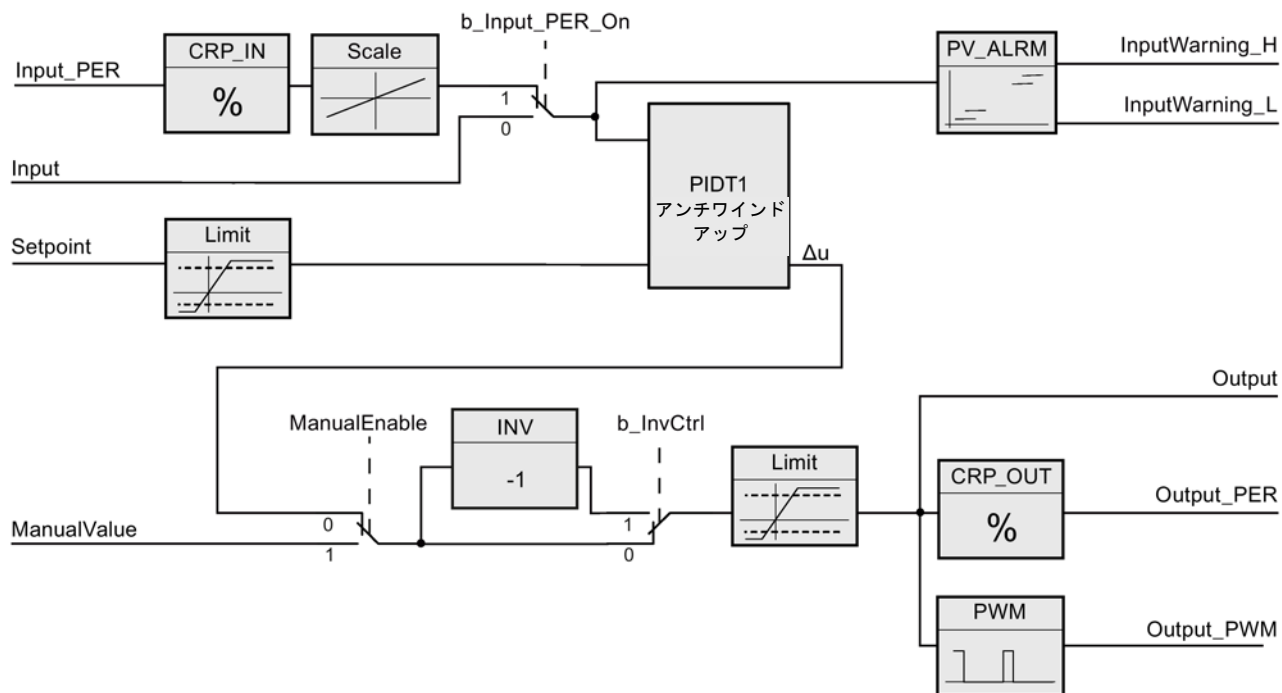 b_Input_PER_On
CRP_IN
Scale
PV_ALRM
InputWarning_H
Input_PER
%
1
0
InputWarning_L
Input
PIDT1
アンチワインド
アップ
Setpoint
Limit
Δu
Output
ManualEnable
INV
-1
b_InvCtrl
Limit
CRP_OUT
%
Output_PER
ManualValue
0
1
1
0
PWM
Output_PWM